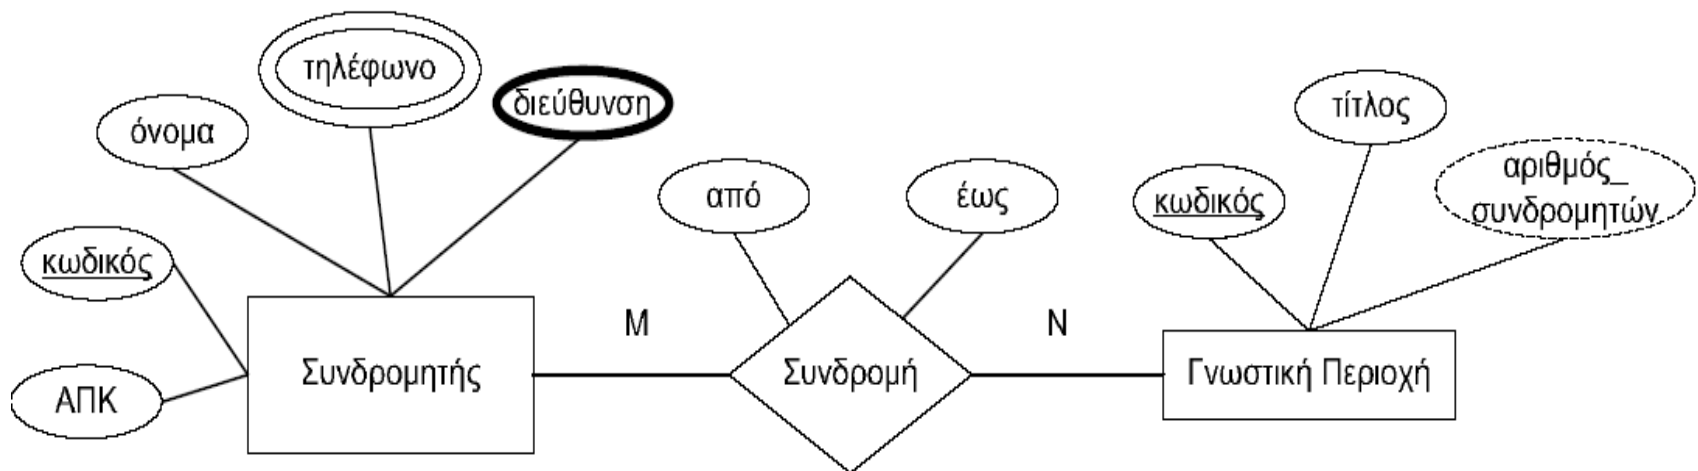 τηλέφωνο
διεύθυνση
όνομα
τίτλος
αριθμός_
συνδρομητών
από
έως
κωδικός
κωδικός
Μ
Ν
Συνδρομητής
Συνδρομή
Γνωστική Περιοχή
ΑΠΚ